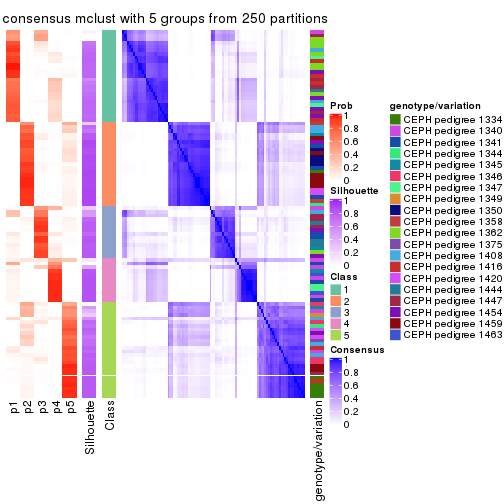 consensus mclust with 5 groups from 250 partitions
p1
p2
p3
p4
p5
Silhouette
Class
genotype/variation
Prob
1
0.8
0.6
0.4
0.2
0
Silhouette
1
0.8
0.6
0.4
0.2
0
Class
1
2
3
4
5
Consensus
1
0.8
0.6
0.4
0.2
0
genotype/variation
CEPH pedigree 1334
CEPH pedigree 1340
CEPH pedigree 1341
CEPH pedigree 1344
CEPH pedigree 1345
CEPH pedigree 1346
CEPH pedigree 1347
CEPH pedigree 1349
CEPH pedigree 1350
CEPH pedigree 1358
CEPH pedigree 1362
CEPH pedigree 1375
CEPH pedigree 1408
CEPH pedigree 1416
CEPH pedigree 1420
CEPH pedigree 1444
CEPH pedigree 1447
CEPH pedigree 1454
CEPH pedigree 1459
CEPH pedigree 1463